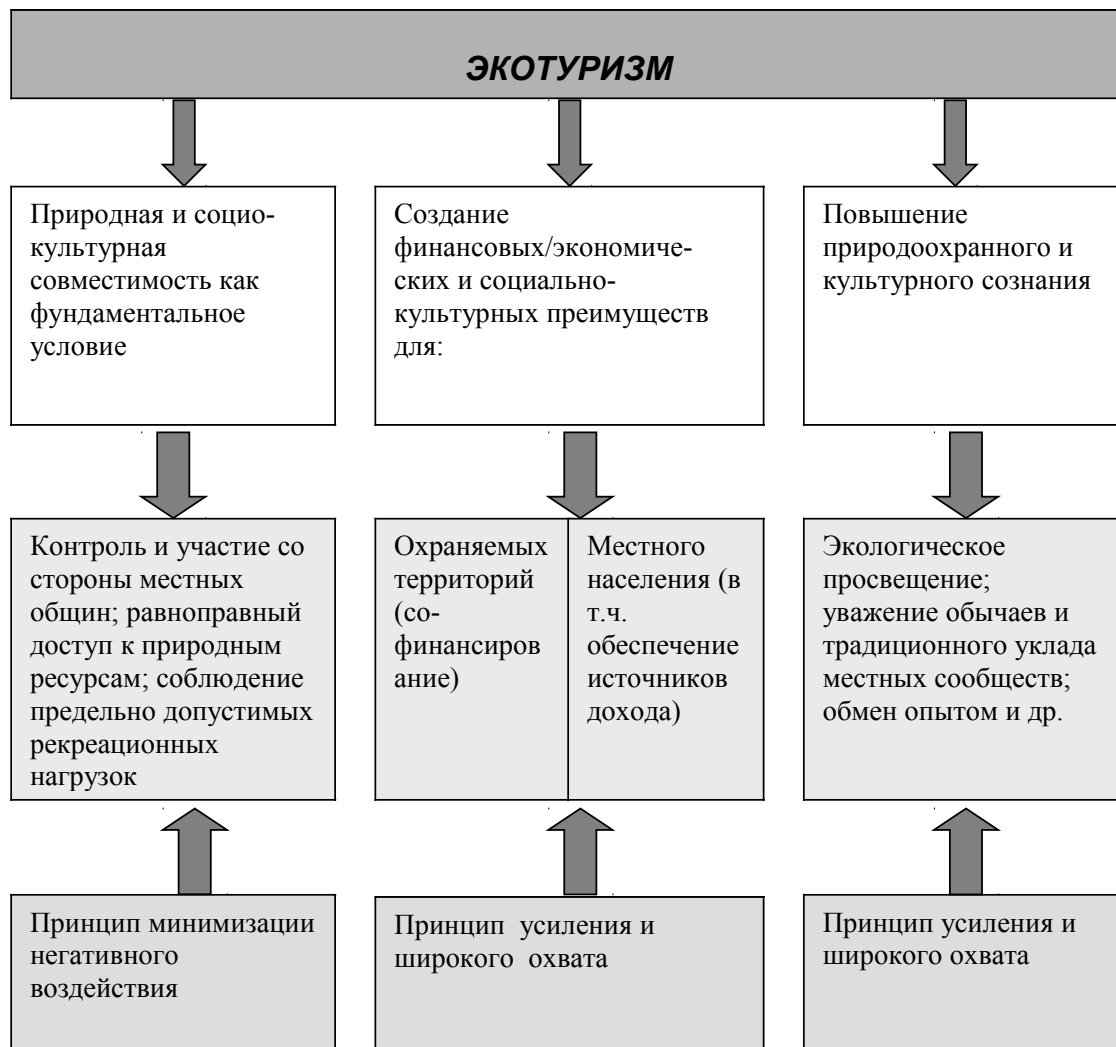 ЭКОТУРИЗМ
Природная и социо-
культурная
совместимость как
фундаментальное
условие
Создание
финансовых/экономиче-
ских и социально-
культурных преимуществ
для:
Повышение
природоохранного и
культурного сознания
Контроль и участие со
стороны местных
общин; равноправный
доступ к природным
ресурсам; соблюдение
предельно допустимых
рекреационных
нагрузок
Охраняемых
территорий
(со-
финансиров
ание)
Местного
населения (в
т.ч.
обеспечение
источников
дохода)
Экологическое
просвещение;
уважение обычаев и
традиционного уклада
местных сообществ;
обмен опытом и др.
Принцип минимизации
негативного
воздействия
Принцип усиления и
широкого охвата
Принцип усиления и
широкого охвата